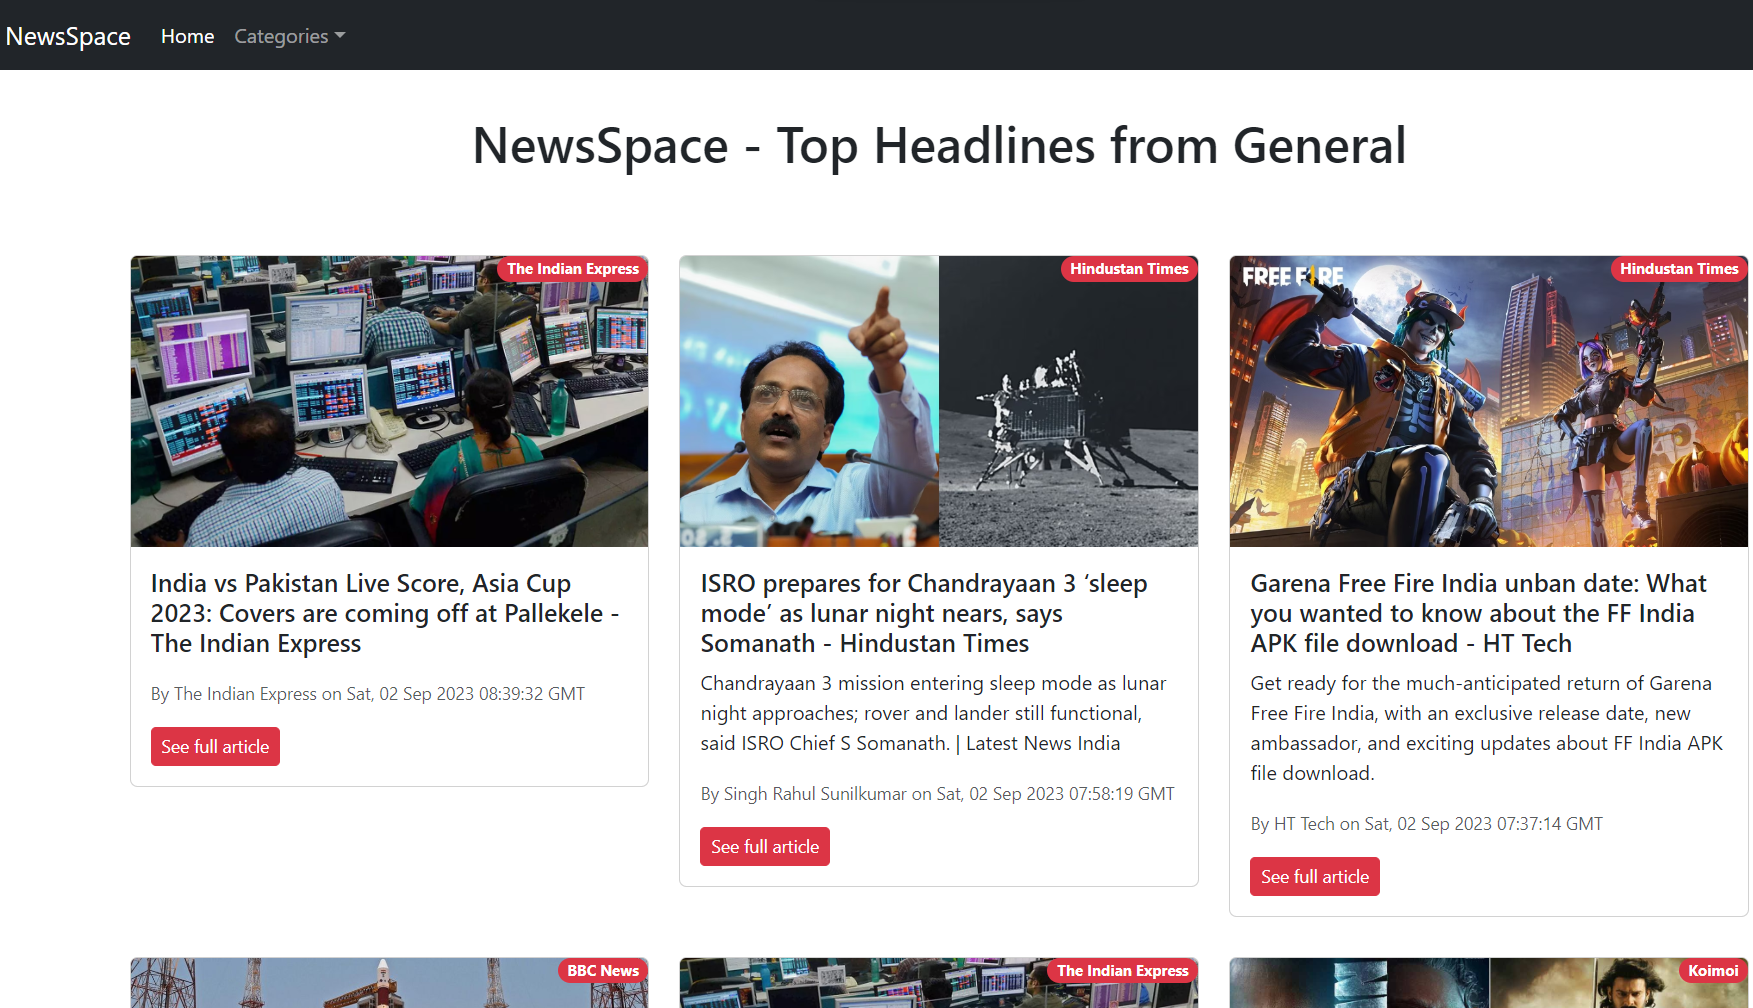 NewsSpace Home Categories
NewsSpace - Top Headlines from General
The Indian Express
India vs Pakistan Live Score, Asia Cup
2023: Covers are coming off at Pallekele -
The Indian Express
By The Indian Express on Sat, 02 Sep 2023 08:39:32 GMT
See full article
Hindustan Times
ISRO prepares for Chandrayaan 3 ‘sleep
mode’ as lunar night nears, says
Somanath - Hindustan Times
Chandrayaan 3 mission entering sleep mode as lunar
night approaches; rover and lander still functional,
said ISRO Chief S Somanath. | Latest News India
By Singh Rahul Sunilkumar on Sat, 02 Sep 2023 07:58:19 GMT
See full article
FREE FIRE
Hindustan Times
Garena Free Fire India unban date: What
you wanted to know about the FF India
APK file download - HT Tech
Get ready for the much-anticipated return of Garena
Free Fire India, with an exclusive release date, new
ambassador, and exciting updates about FF India APK
file download.
By HT Tech on Sat, 02 Sep 2023 07:37:14 GMT
See full article
BBC News
The Indian Express
Koimoi